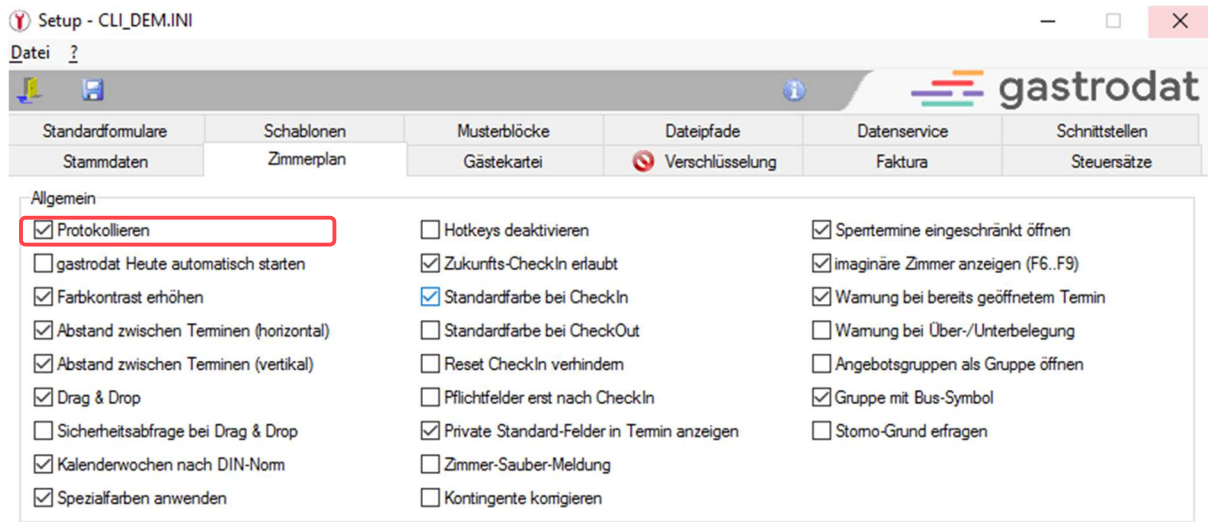 Setup - CLI_DEM.INI
Datei ?
gastrodat
Standardformulare Schablonen Musterblöcke Dateipfade Datenservice Schnittstellen
Stammdaten Zimmerplan Gästekartei Verschlüsselung Faktura Steuersätze
Allgemein
Protokollieren Hotkeys deaktivieren Sperrtermine eingeschränkt öffnen
gastrodat Heute automatisch starten Zukunfts-CheckIn erlaubt imaginäre Zimmer anzeigen (F6..F9)
Farbkontrast erhöhen Standardfarbe bei CheckIn Warnung bei bereits geöffnetem Termin
Abstand zwischen Terminen (horizontal) Standardfarbe bei CheckOut Warnung bei Über-/Unterbelegung
Abstand zwischen Terminen (vertikal) Reset CheckIn verhindern Angebotsgruppen als Gruppe öffnen
Drag & Drop Pflichtfelder erst nach CheckIn Gruppe mit Bus-Symbol
Sicherheitsabfrage bei Drag & Drop Private Standard-Felder in Termin anzeigen Storno-Grund erfragen
Kalenderwochen nach DIN-Norm Zimmer-Sauber-Meldung
Spezialfarben anwenden Kontingente korrigieren